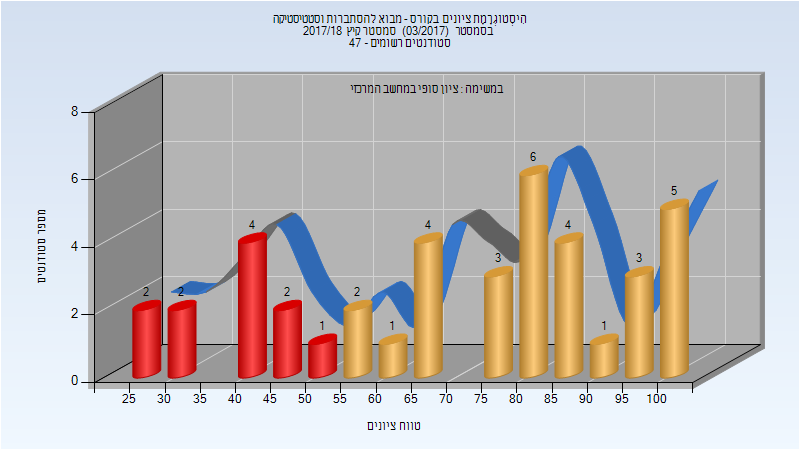 היסטוגרמת ציונים בקורס - מבוא להסתברות וסטטיסטיקה
בסמסטר (03/2017) סמסטר קיץ 2017/18
סטודנטים רשומים - 47
במשימה : ציון סופי במחשב המרכזי
8
6
4
2
0
מספר סטודנטים
2
2
4
2
1
2
1
4
3
6
4
1
3
5
25 30 35 40 45 50 55 60 65 70 75 80 85 90 95 100
טווח ציונים